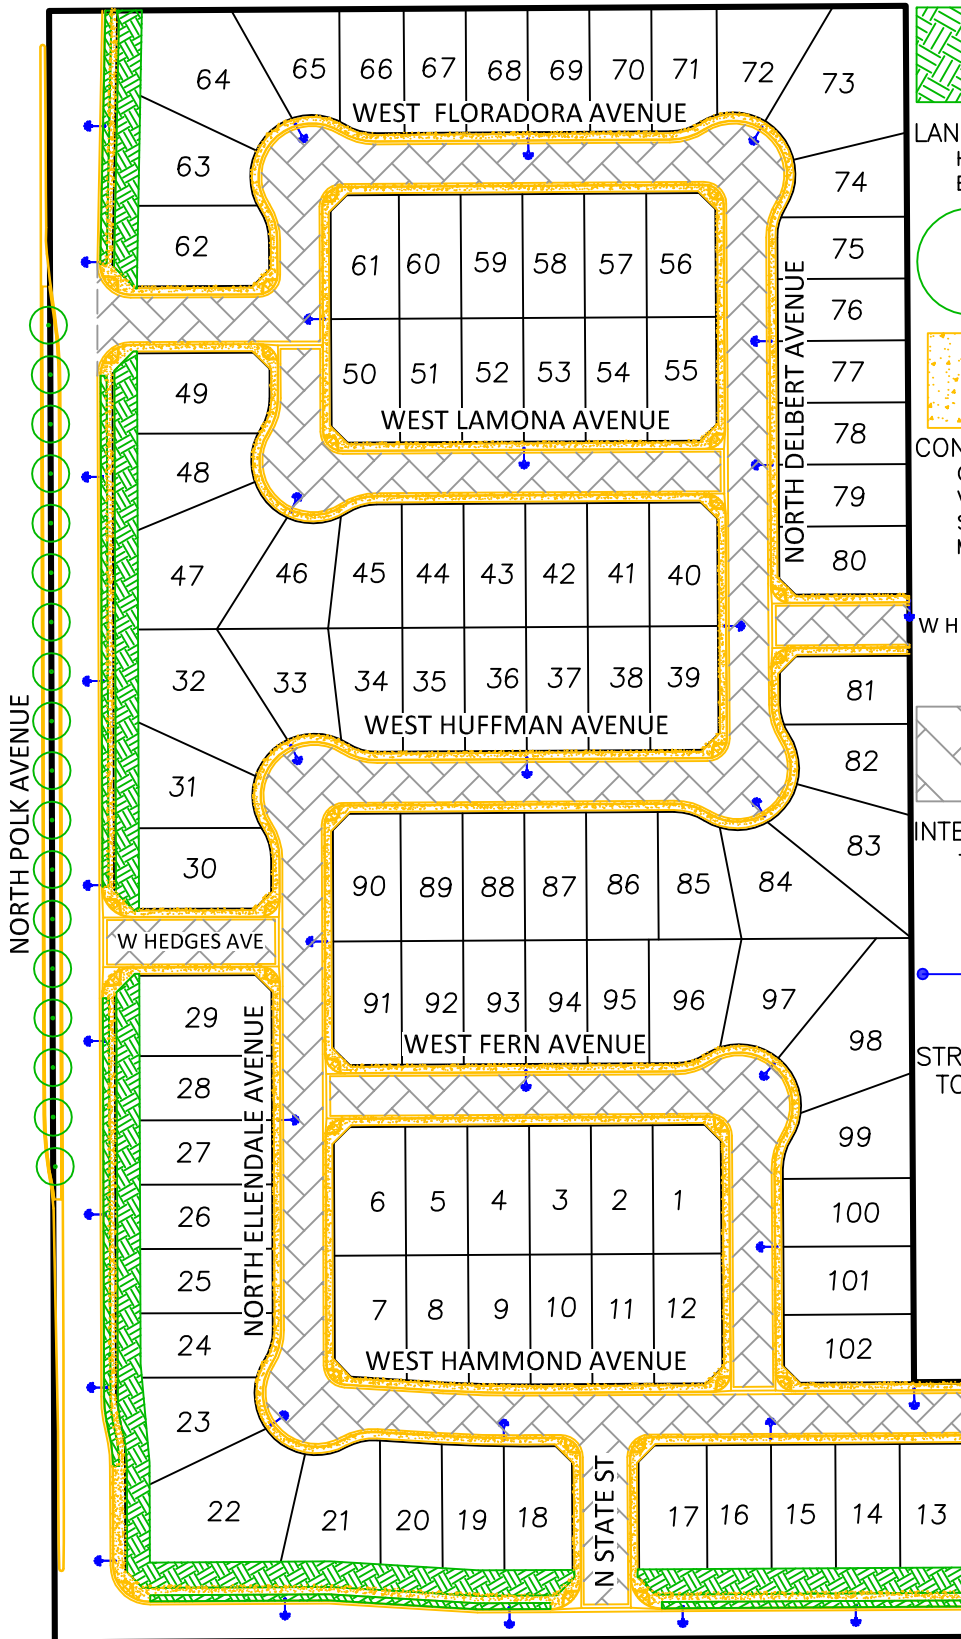 64 65 66 67 68 69 70 71 72 73
WEST FLORADORA AVENUE
LAN
H
E
63
74
62
75
61 60 59 58 57 56
76
NORTH DELBERT AVENUE
50 51 52 53 54 55
77
49
WEST LAMONA AVENUE
78
CON
C
V
S
M
48
79
47 46 45 44 43 42 41 40
80
W H
32 33 34 35 36 37 38 39
81
WEST HUFFMAN AVENUE
NORTH POLK AVENUE
82
31
INTE
83
30
90 89 88 87 86 85 84
W HEDGES AVE
29
91 92 93 94 95 96 97
98
WEST FERN AVENUE
NORTH ELLENDALE AVENUE
STR
TO
28
27
99
26
6 5 4 3 2 1
100
25
101
7 8 9 10 11 12
24
102
WEST HAMMOND AVENUE
23
22 21 20 19 18
N STATE ST
17 16 15 14 13